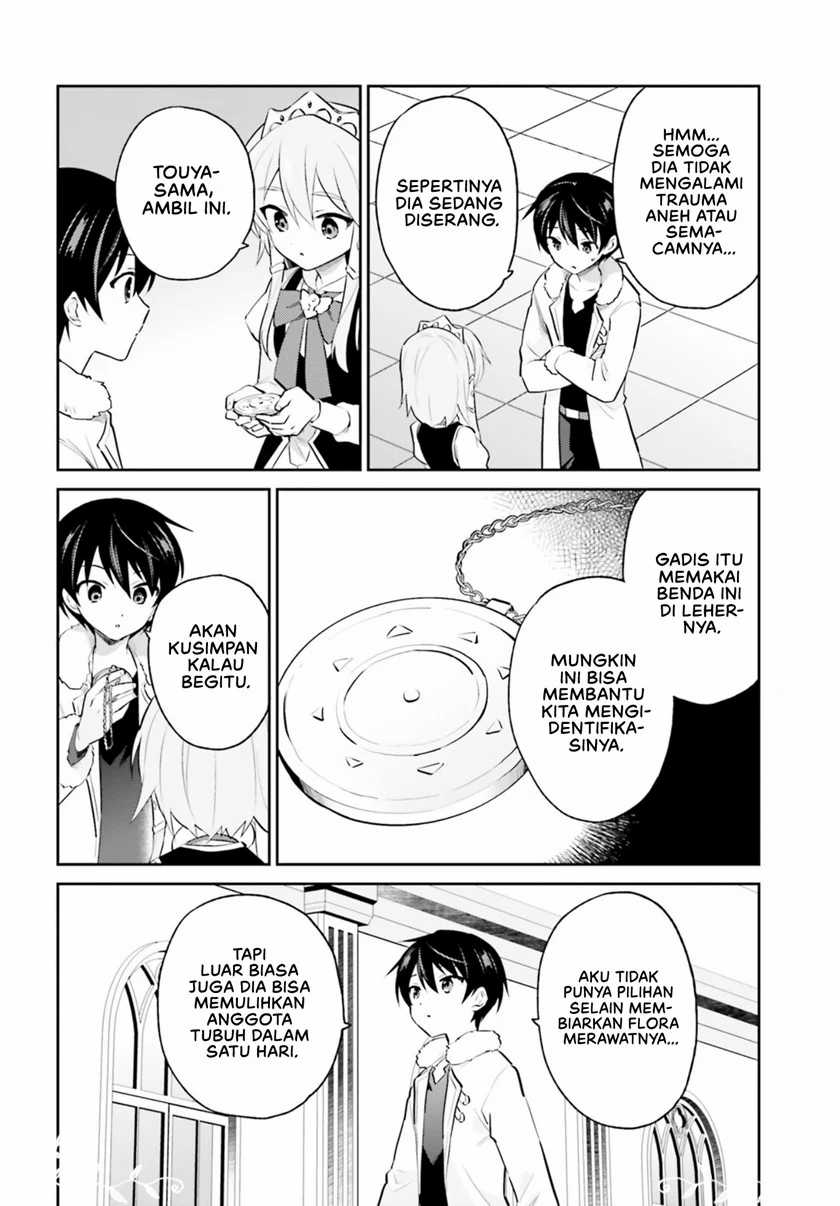 HMM...
SEMOGA
DIA TIDAK
MENGALAMI
TRAUMA
ANEH ATAU
SEMA-
CAMNYA...
SEPERTINYA
DIA SEDANG
DISERANG.
TOUYA-
SAMA,
AMBIL INI.
GADIS ITU
MEMAKAI
BENDA INI
DI LEHER-
NYA.
MUNGKIN
INI BISA
MEMBANTU
KITA MENGI-
DENTIFIKA-
SINYA.
AKAN
KUSIMPAN
KALAU
BEGITU.
AKU TIDAK
PUNYA PILIHAN
SELAIN MEM-
BIARKAN FLORA
MERAWATNYA...
TAPI
LUAR BIASA
JUGA DIA BISA
MEMULIHKAN
ANGGOTA
TUBUH DALAM
SATU HARI.